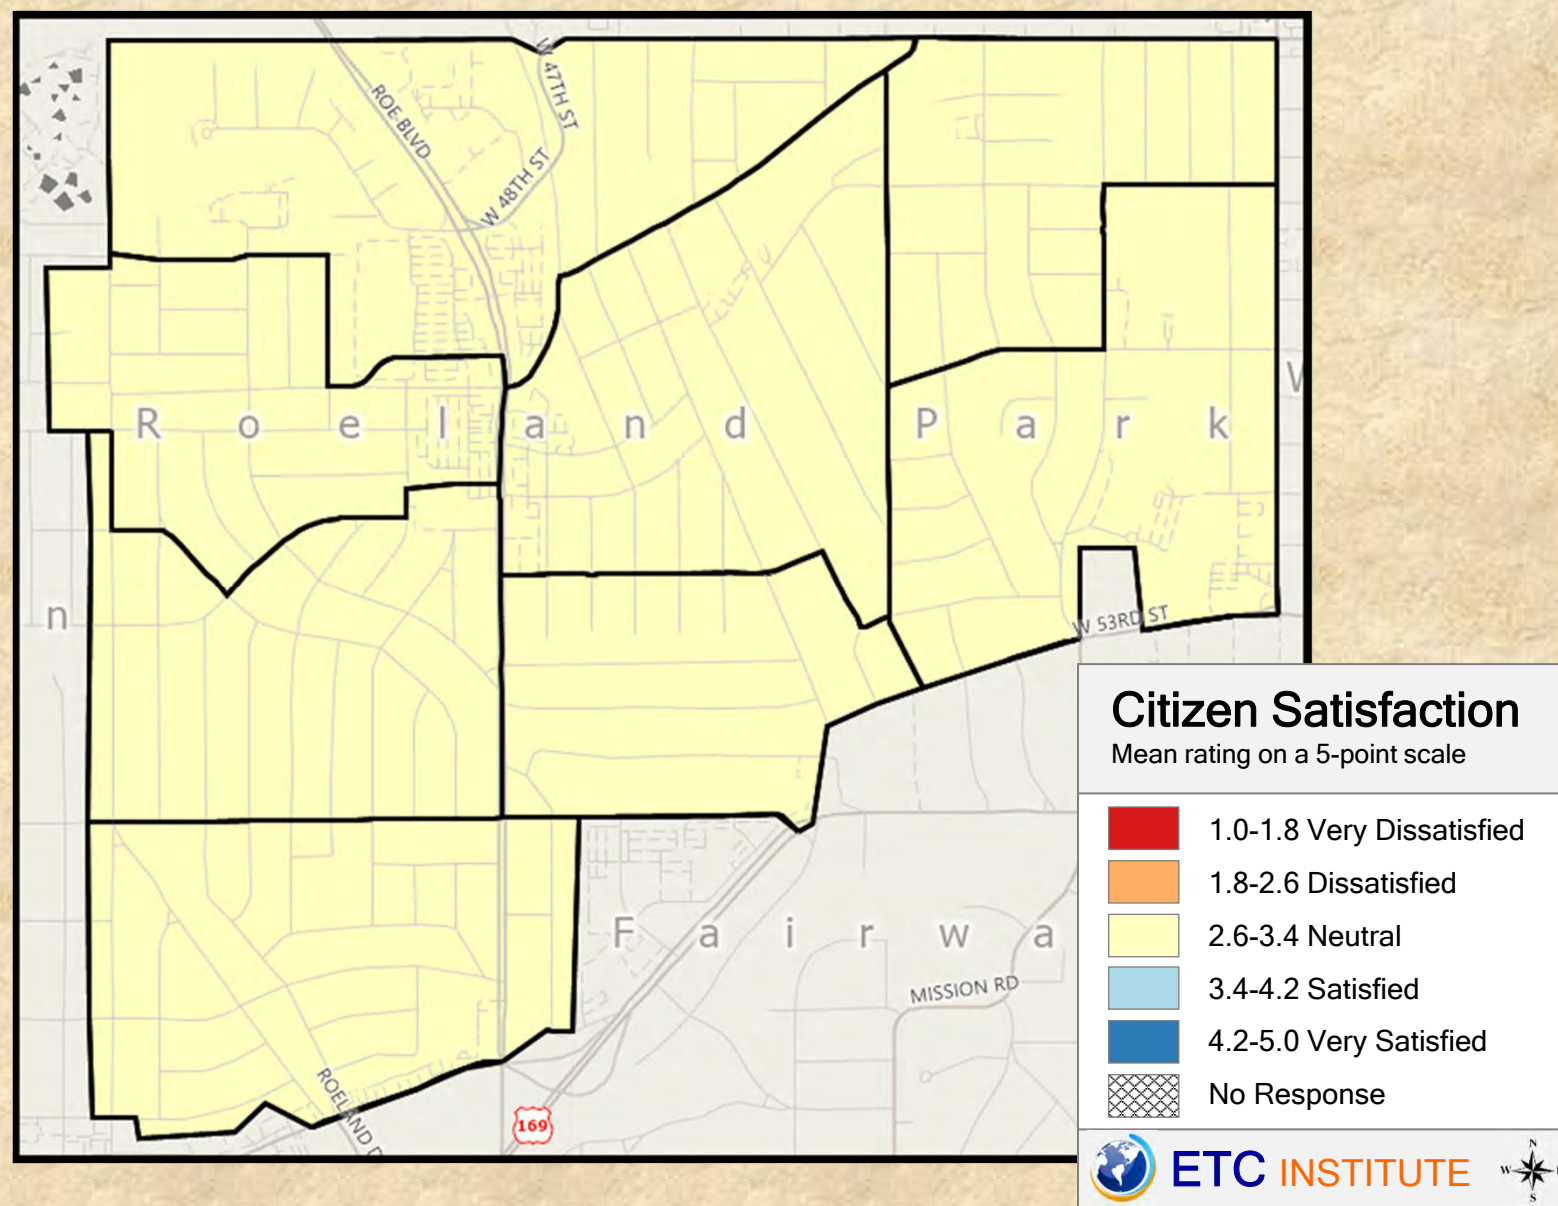 W 47TH ST
ROE BLVD
W 48TH ST
R o e l a n d P a r k
n
W 53RD ST
F a i r w a
MISSION RD
ROELAND D
169
Citizen Satisfaction
Mean rating on a 5-point scale
1.0-1.8 Very Dissatisfied
1.8-2.6 Dissatisfied
2.6-3.4 Neutral
3.4-4.2 Satisfied
4.2-5.0 Very Satisfied
No Response
ETC INSTITUTE
N
W
S